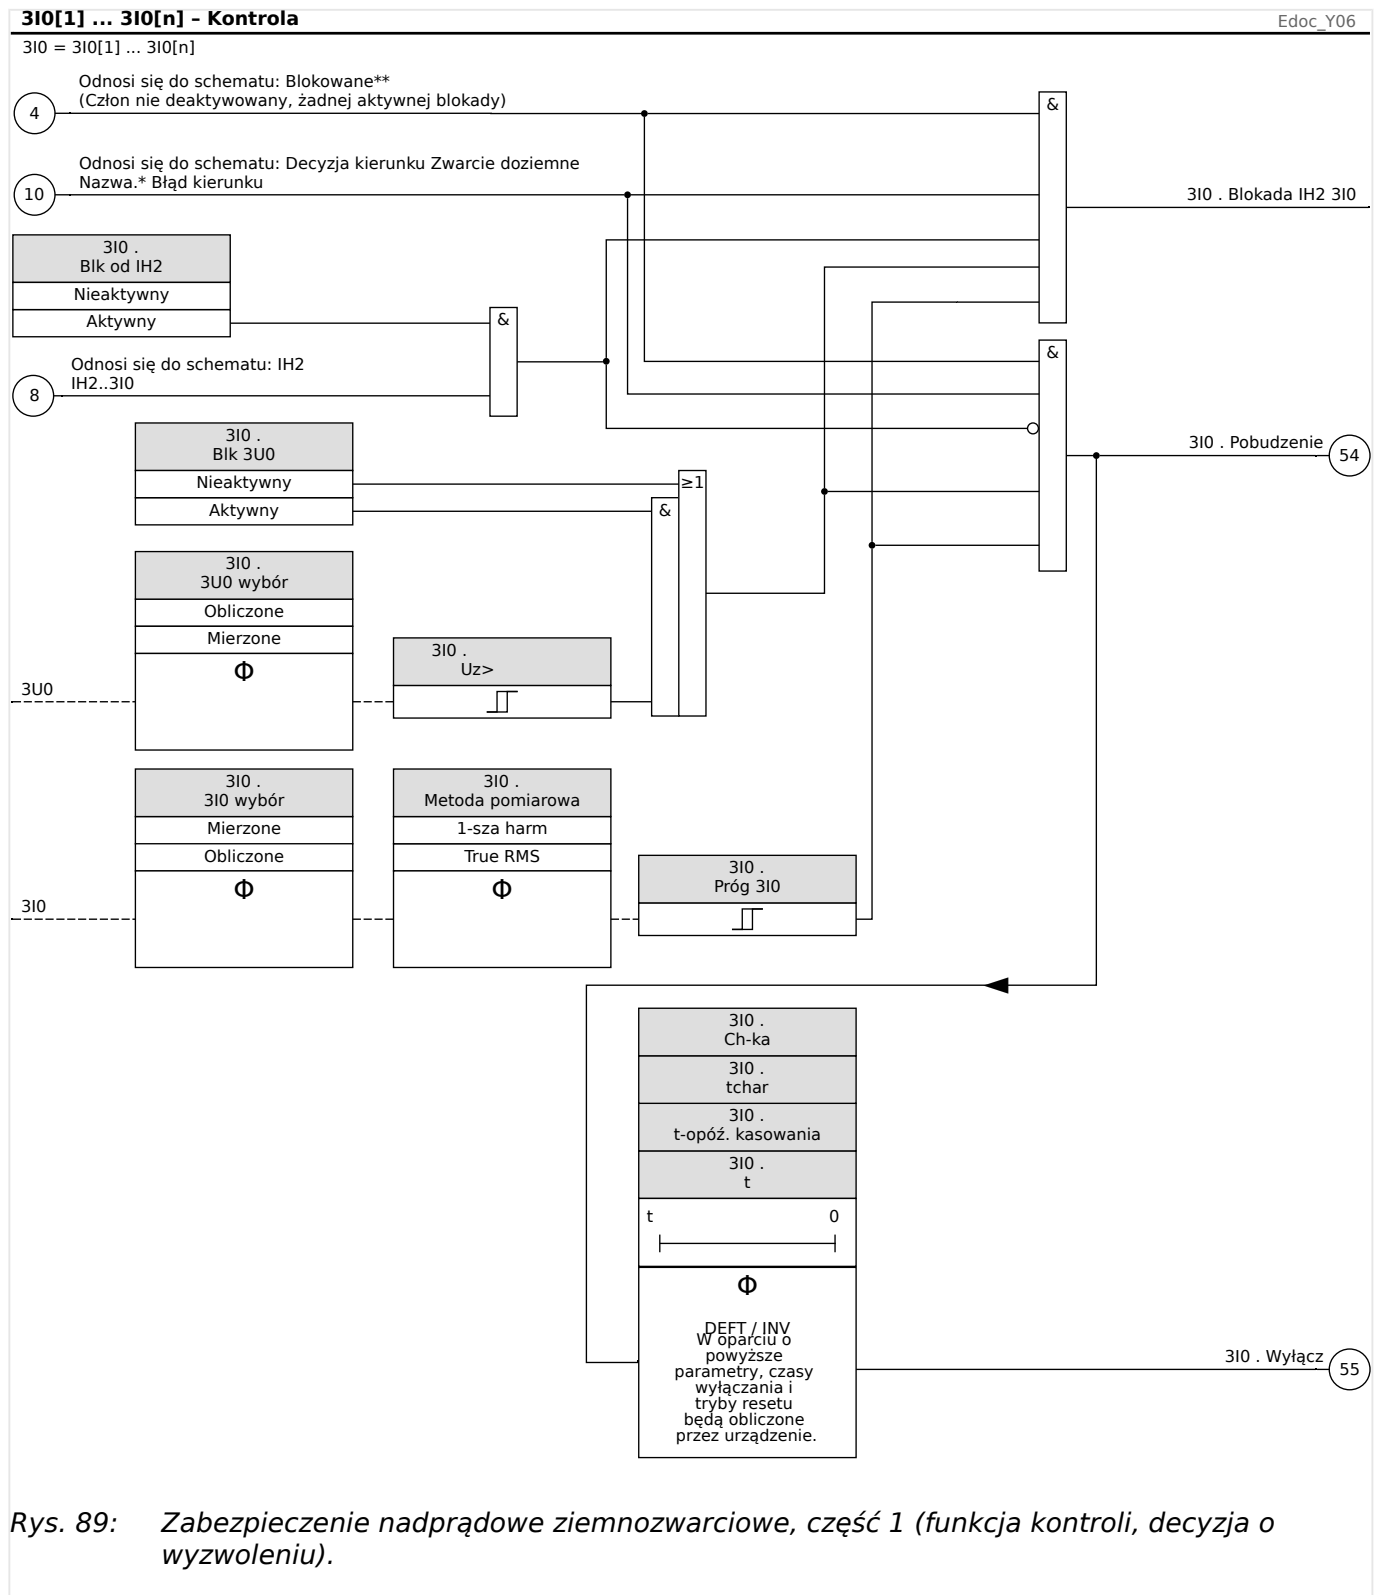 3I0[1] ... 3I0[n] – Kontrola
Edoc_Y06
3I0 = 3I0[1] ... 3I0[n]
Odnosi się do schematu: Blokowane**
(Człon nie deaktywowany, żadnej aktywnej blokady)
4
&
Odnosi się do schematu: Decyzja kierunku Zwarcie doziemne
Nazwa.* Błąd kierunku
10
3I0 . Blokada IH2 3I0
3I0 .
Blk od IH2
Nieaktywny
Aktywny
&
Odnosi się do schematu: IH2
IH2..3I0
8
&
3I0 . Pobudzenie
54
3I0 .
Blk 3U0
Nieaktywny
Aktywny
≥1
&
3I0 .
3U0 wybór
Obliczone
Mierzone
Φ
3U0
3I0 .
Uz>
3I0 .
3I0 wybór
Mierzone
Obliczone
Φ
3I0
3I0 .
Metoda pomiarowa
1-sza harm
True RMS
Φ
3I0 .
Próg 3I0
3I0 .
Ch-ka
3I0 .
tchar
3I0 .
t-opóź. kasowania
3I0 .
t
t 0
Φ
DEFT / INV
W oparciu o
powyższe
parametry, czasy
wyłączania i
tryby resetu
będą obliczone
przez urządzenie.
3I0 . Wyłącz
55
Rys. 89: Zabezpieczenie nadprądowe ziemnozwarciowe, część 1 (funkcja kontroli, decyzja o
wyzwoleniu).